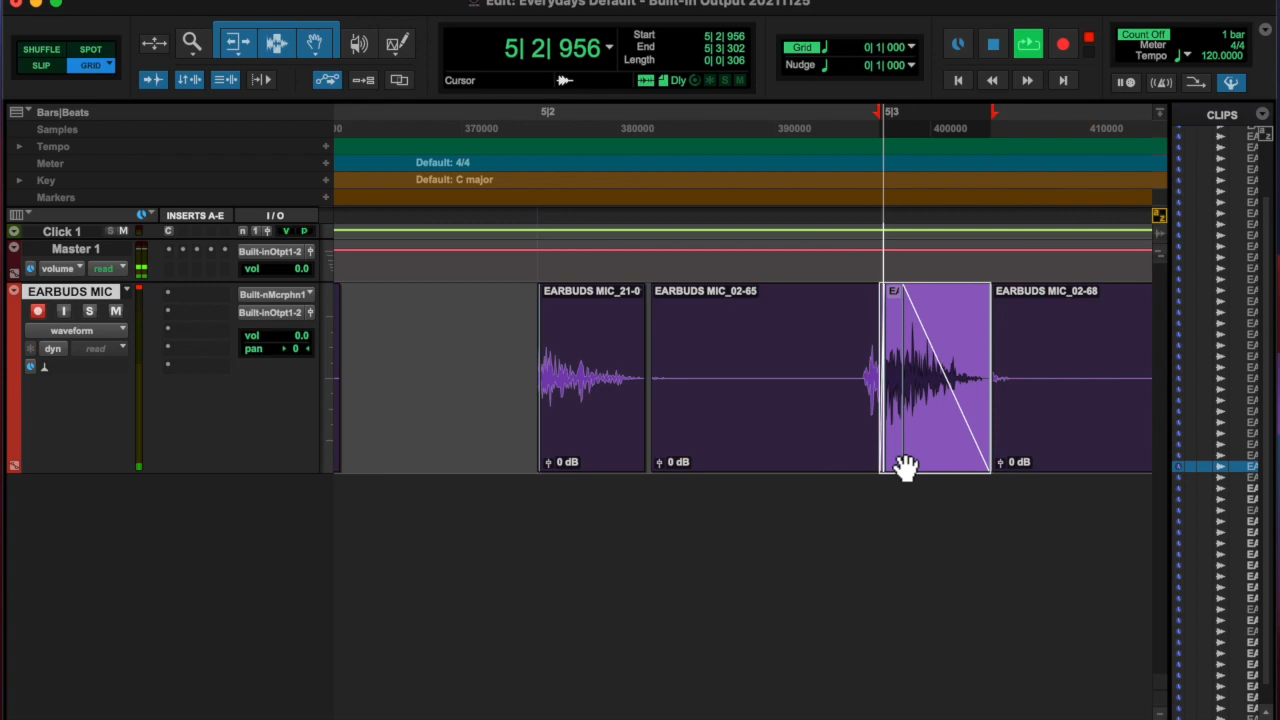 Edit: Everydays Default - Built-In Output 20211125
SHUFFLE SPOT
SLIP GRID
5| 2| 956
Start 5| 2| 956
End 5| 3| 302
Length 0| 0| 306
Cursor
Dly
S M
Grid 0| 1| 000
Nudge 0| 1| 000
Count Off 1 bar
Meter 4/4
Tempo 120.0000
Bars|Beats
5|2
5|3
Samples
370000
380000
390000
400000
410000
Tempo
Meter
Default: 4/4
Key
Default: C major
Markers
CLIPS
INSERTS A-E
I / O
Click 1
S M
C
n 1
V P
Master 1
Built-inOtpt1-2
volume
read
vol 0.0
EARBUDS MIC
Built-nMcrphn1
I S M
Built-inOtpt1-2
waveform
vol 0.0
dyn
read
pan 0
EARBUDS MIC_21-0
EARBUDS MIC_02-65
EA
EARBUDS MIC_02-68
0 dB
0 dB
0 dB